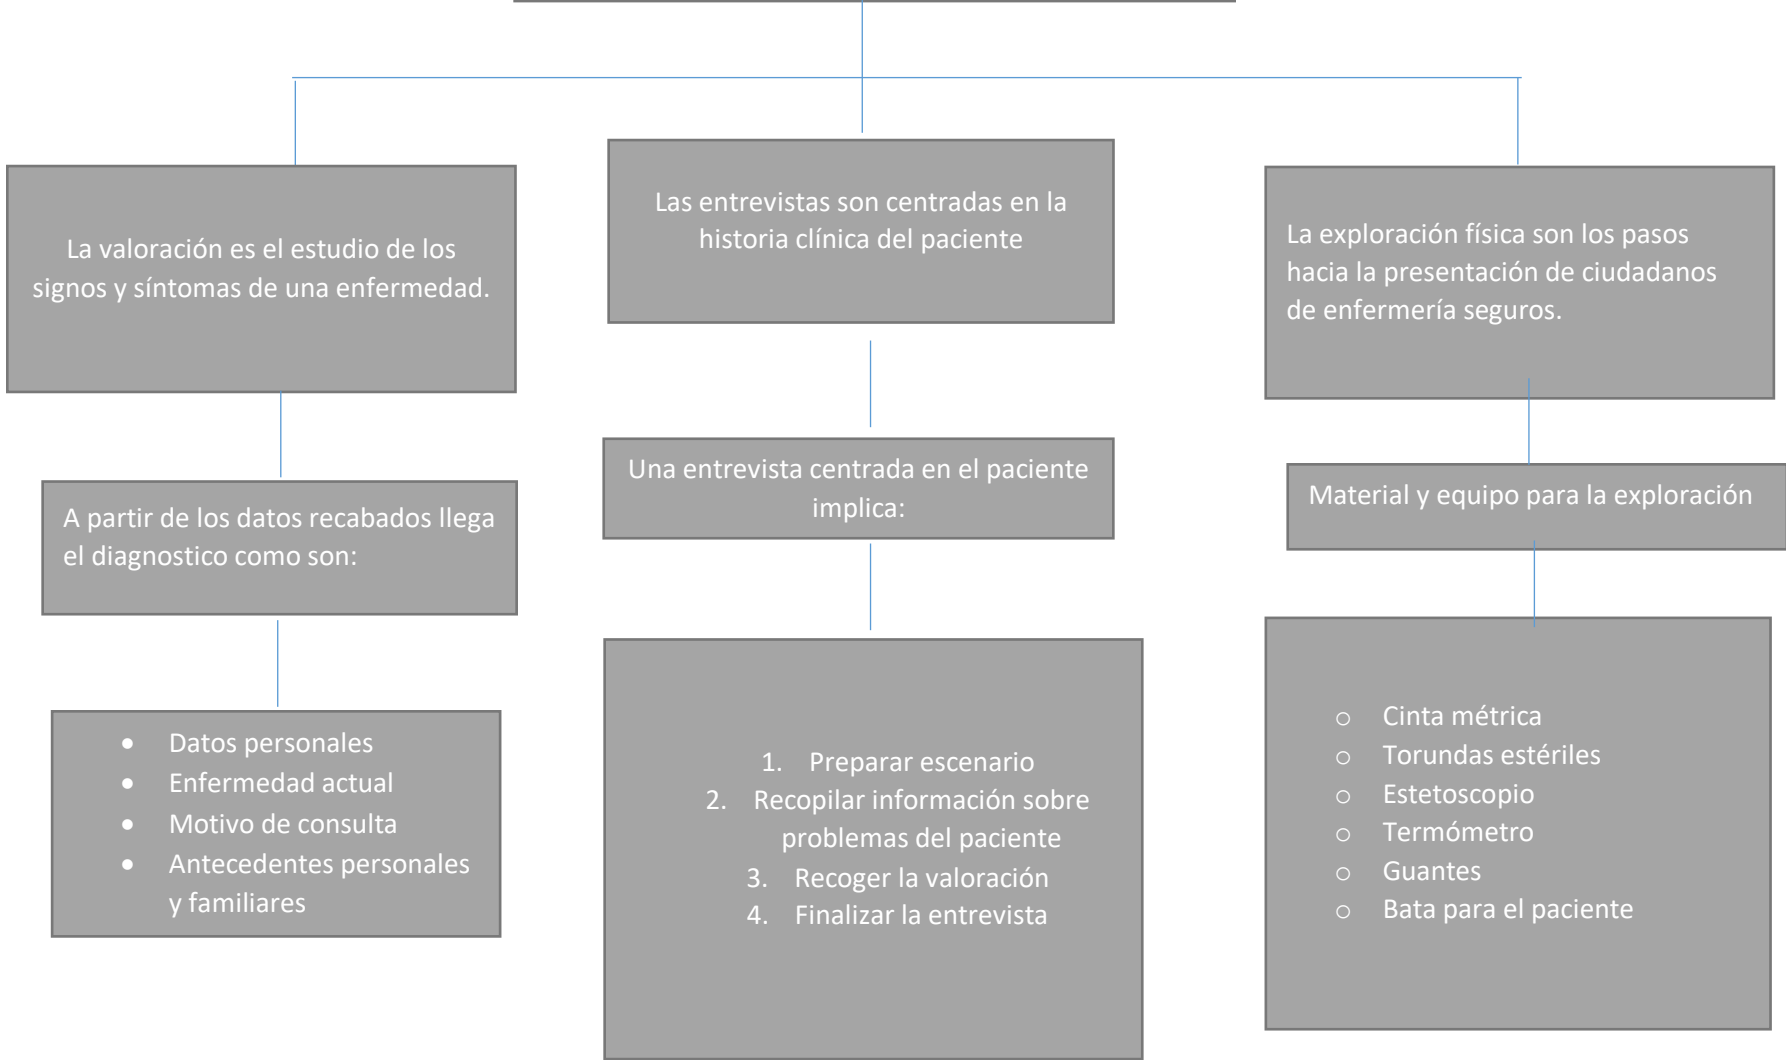 La valoración es el estudio de los
signos y síntomas de una enfermedad.
A partir de los datos recabados llega
el diagnostico como son:
• Datos personales
• Enfermedad actual
• Motivo de consulta
• Antecedentes personales
y familiares
Las entrevistas son centradas en la
historia clínica del paciente
Una entrevista centrada en el paciente
implica:
1. Preparar escenario
2. Recopilar información sobre
problemas del paciente
3. Recoger la valoración
4. Finalizar la entrevista
La exploración física son los pasos
hacia la presentación de ciudadanos
de enfermería seguros.
Material y equipo para la exploración
o Cinta métrica
o Torundas estériles
o Estetoscopio
o Termómetro
o Guantes
o Bata para el paciente